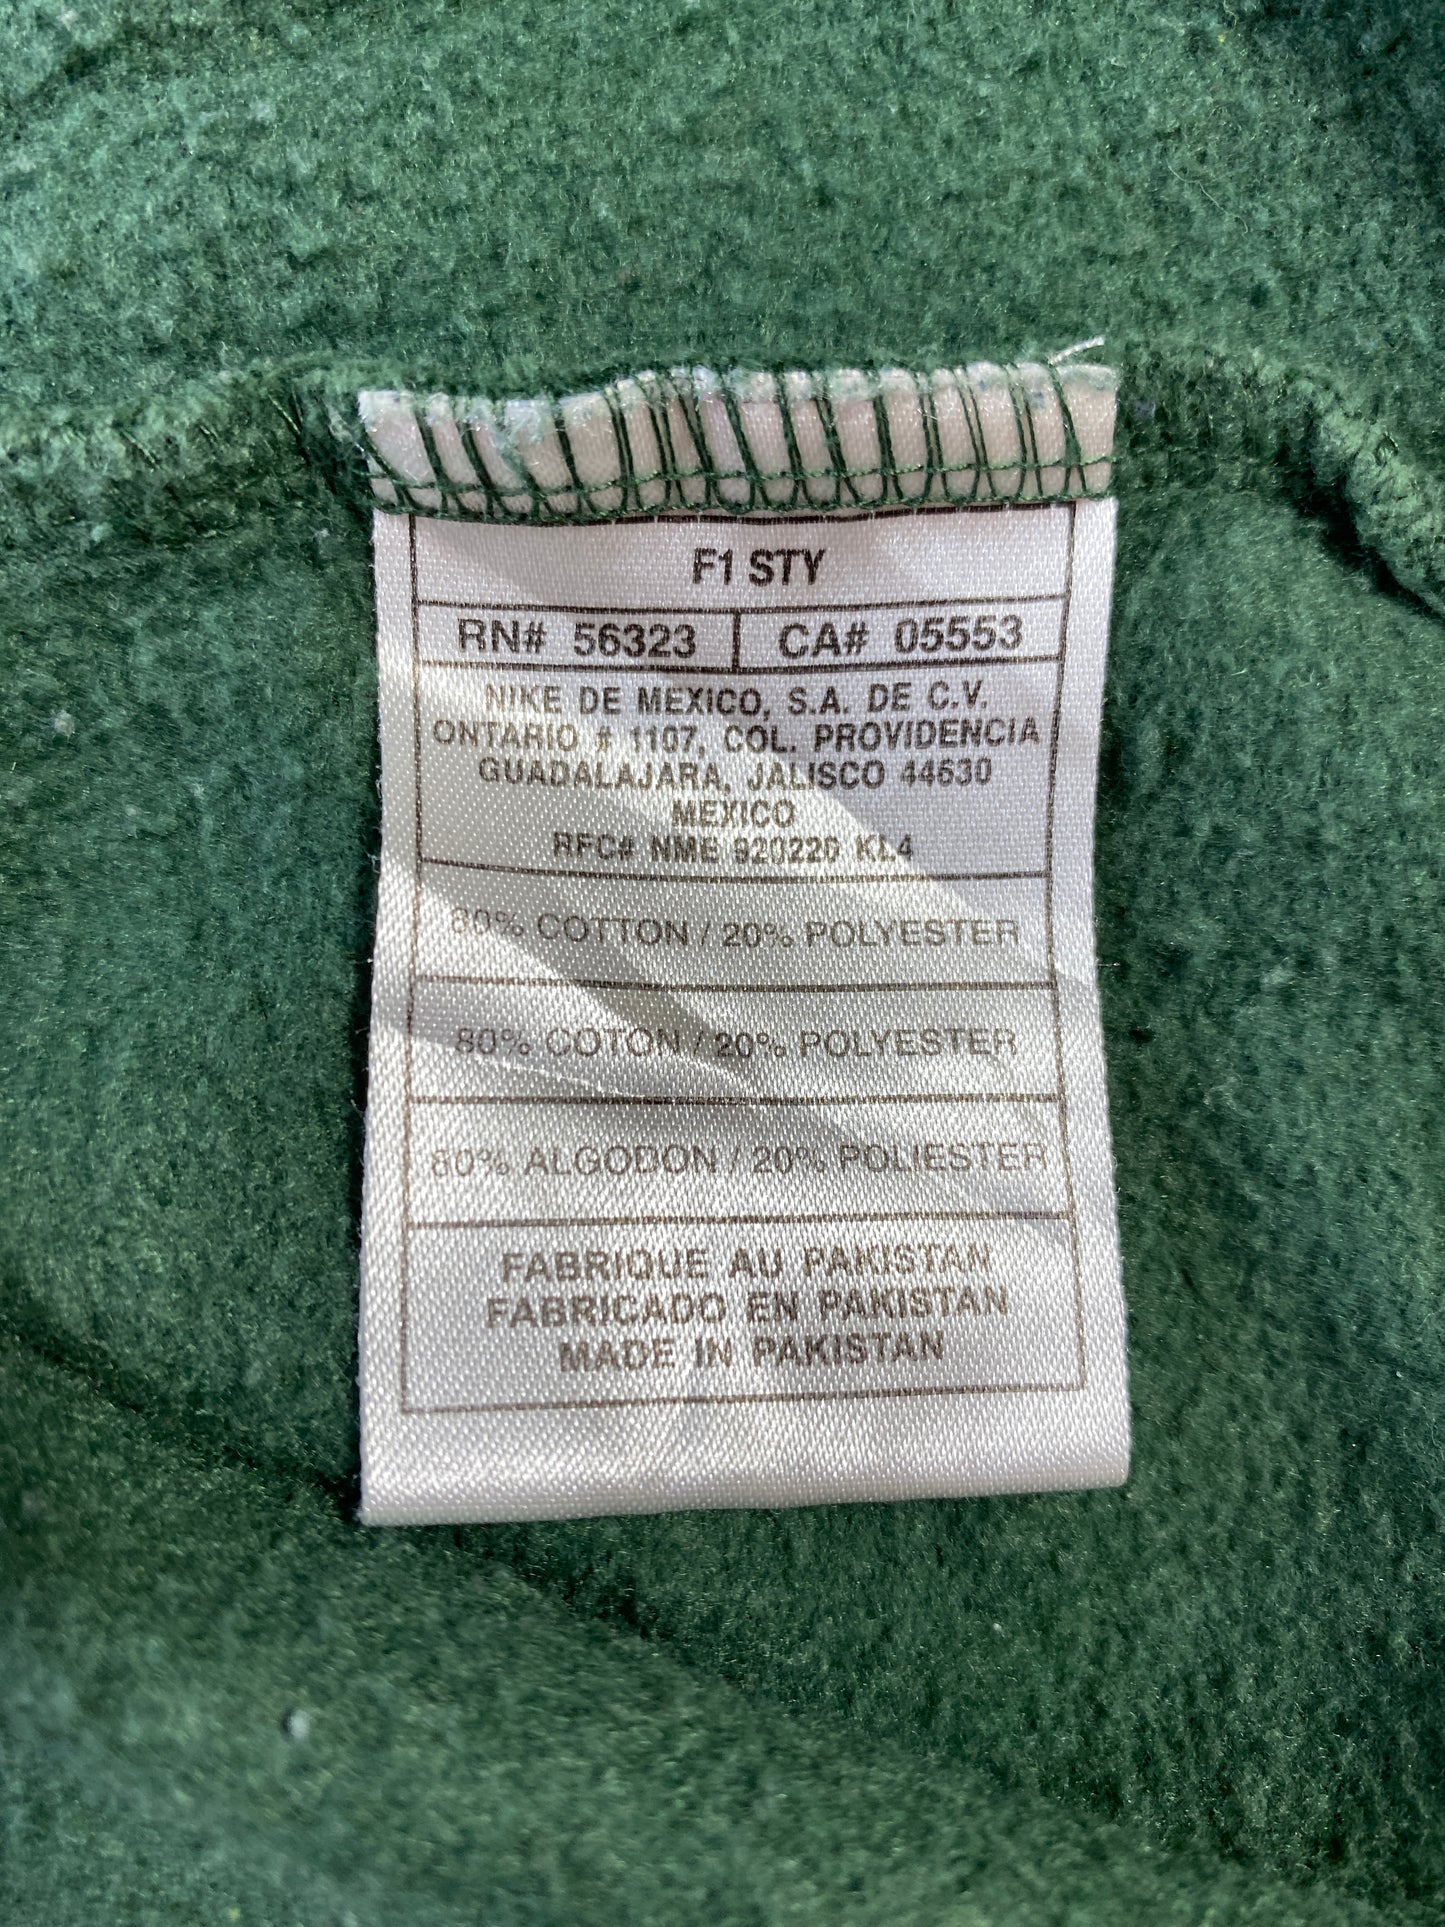 F1 STY
RN# 56323 CA# 05553
NIKE DE MEXICO, S.A. DE C.V.
ONTARIO # 1107, COL. PROVIDENCIA
GUADALAJARA, JALISCO 44630
MEXICO
RFC# NME 920220 KL4
80% COTTON / 20% POLYESTER
80% COTON / 20% POLYESTER
80% ALGODON / 20% POLIESTER
FABRIQUE AU PAKISTAN
FABRICADO EN PAKISTAN
MADE IN PAKISTAN